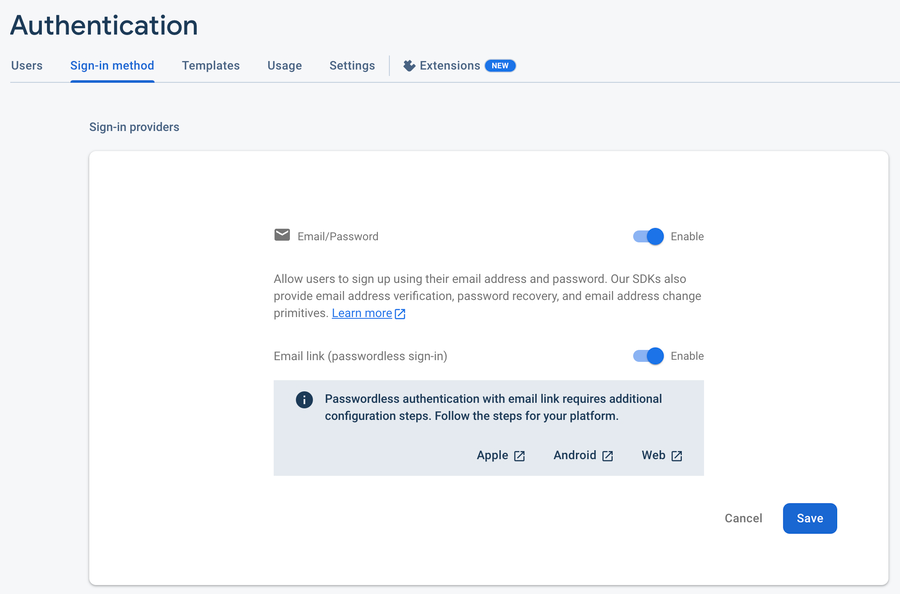 Authentication
Users Sign-in method Templates Usage Settings Extensions NEW
Sign-in providers
Email/Password Enable
Allow users to sign up using their email address and password. Our SDKs also
provide email address verification, password recovery, and email address change
primitives. Learn more
Email link (passwordless sign-in) Enable
Passwordless authentication with email link requires additional
configuration steps. Follow the steps for your platform.
Apple Android Web
Cancel Save